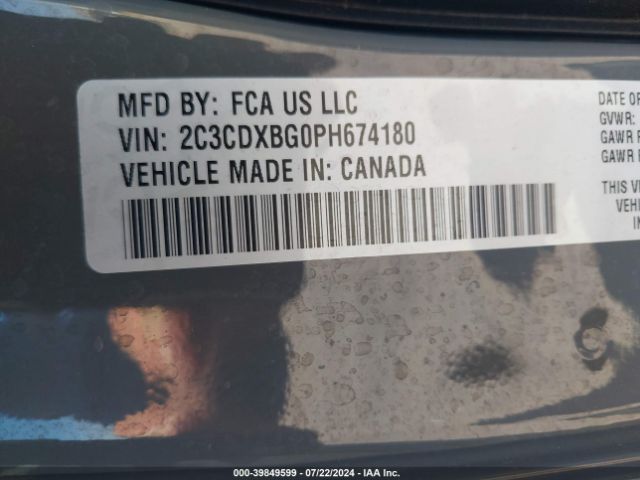 MFD BY: FCA US LLC
VIN: 2C3CDXBG0PH674180
VEHICLE MADE IN: CANADA
DATE OF
GVWR:
GAWR
GAWR
THIS
000-39849599 - 07/22/2024 - IAA Inc.